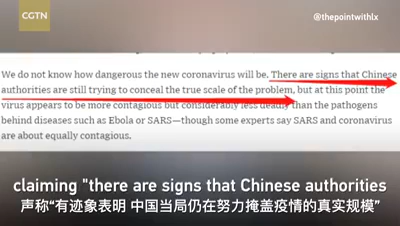 CGTN
@thepointwithlx
We do not know how dangerous the new coronavirus will be. There are signs that Chinese
authorities are still trying to conceal the true scale of the problem, but at this point the
virus appears to be more contagious but considerably less deadly than the pathogens
behind diseases such as Ebola or SARS—though some experts say SARS and coronavirus
are about equally contagious.
claiming "there are signs that Chinese authorities
声称“有迹象表明 中国当局仍在努力掩盖疫情的真实规模”